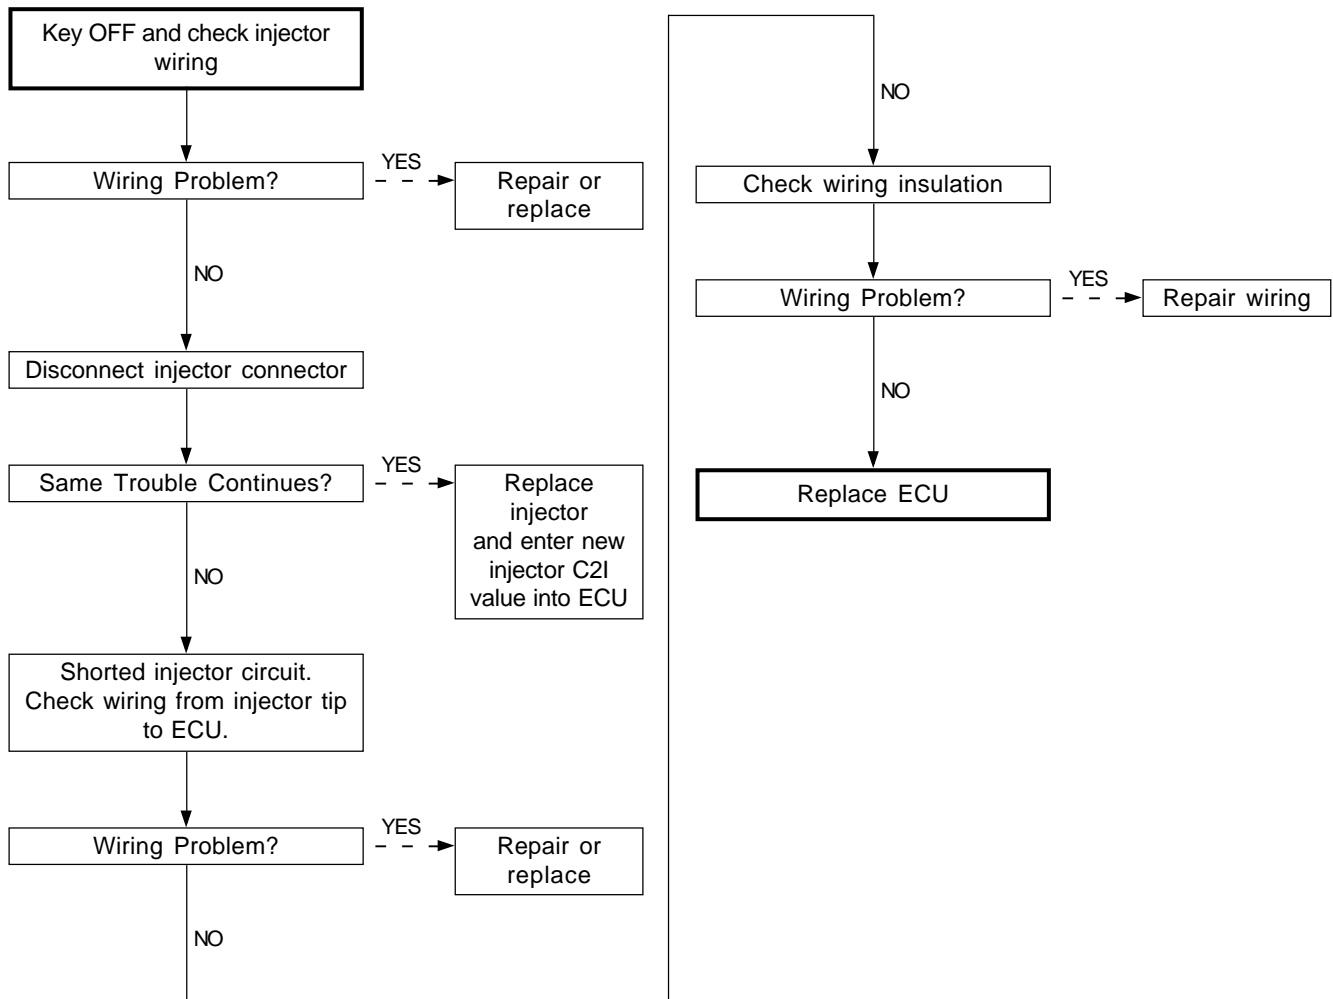 Key OFF and check injector
wiring
Wiring Problem?
YES
Repair or
replace
NO
Disconnect injector connector
Same Trouble Continues?
YES
Replace
injector
and enter new
injector C2I
value into ECU
NO
Shorted injector circuit.
Check wiring from injector tip
to ECU.
Wiring Problem?
YES
Repair or
replace
NO
NO
Check wiring insulation
Wiring Problem?
YES
Repair wiring
NO
Replace ECU